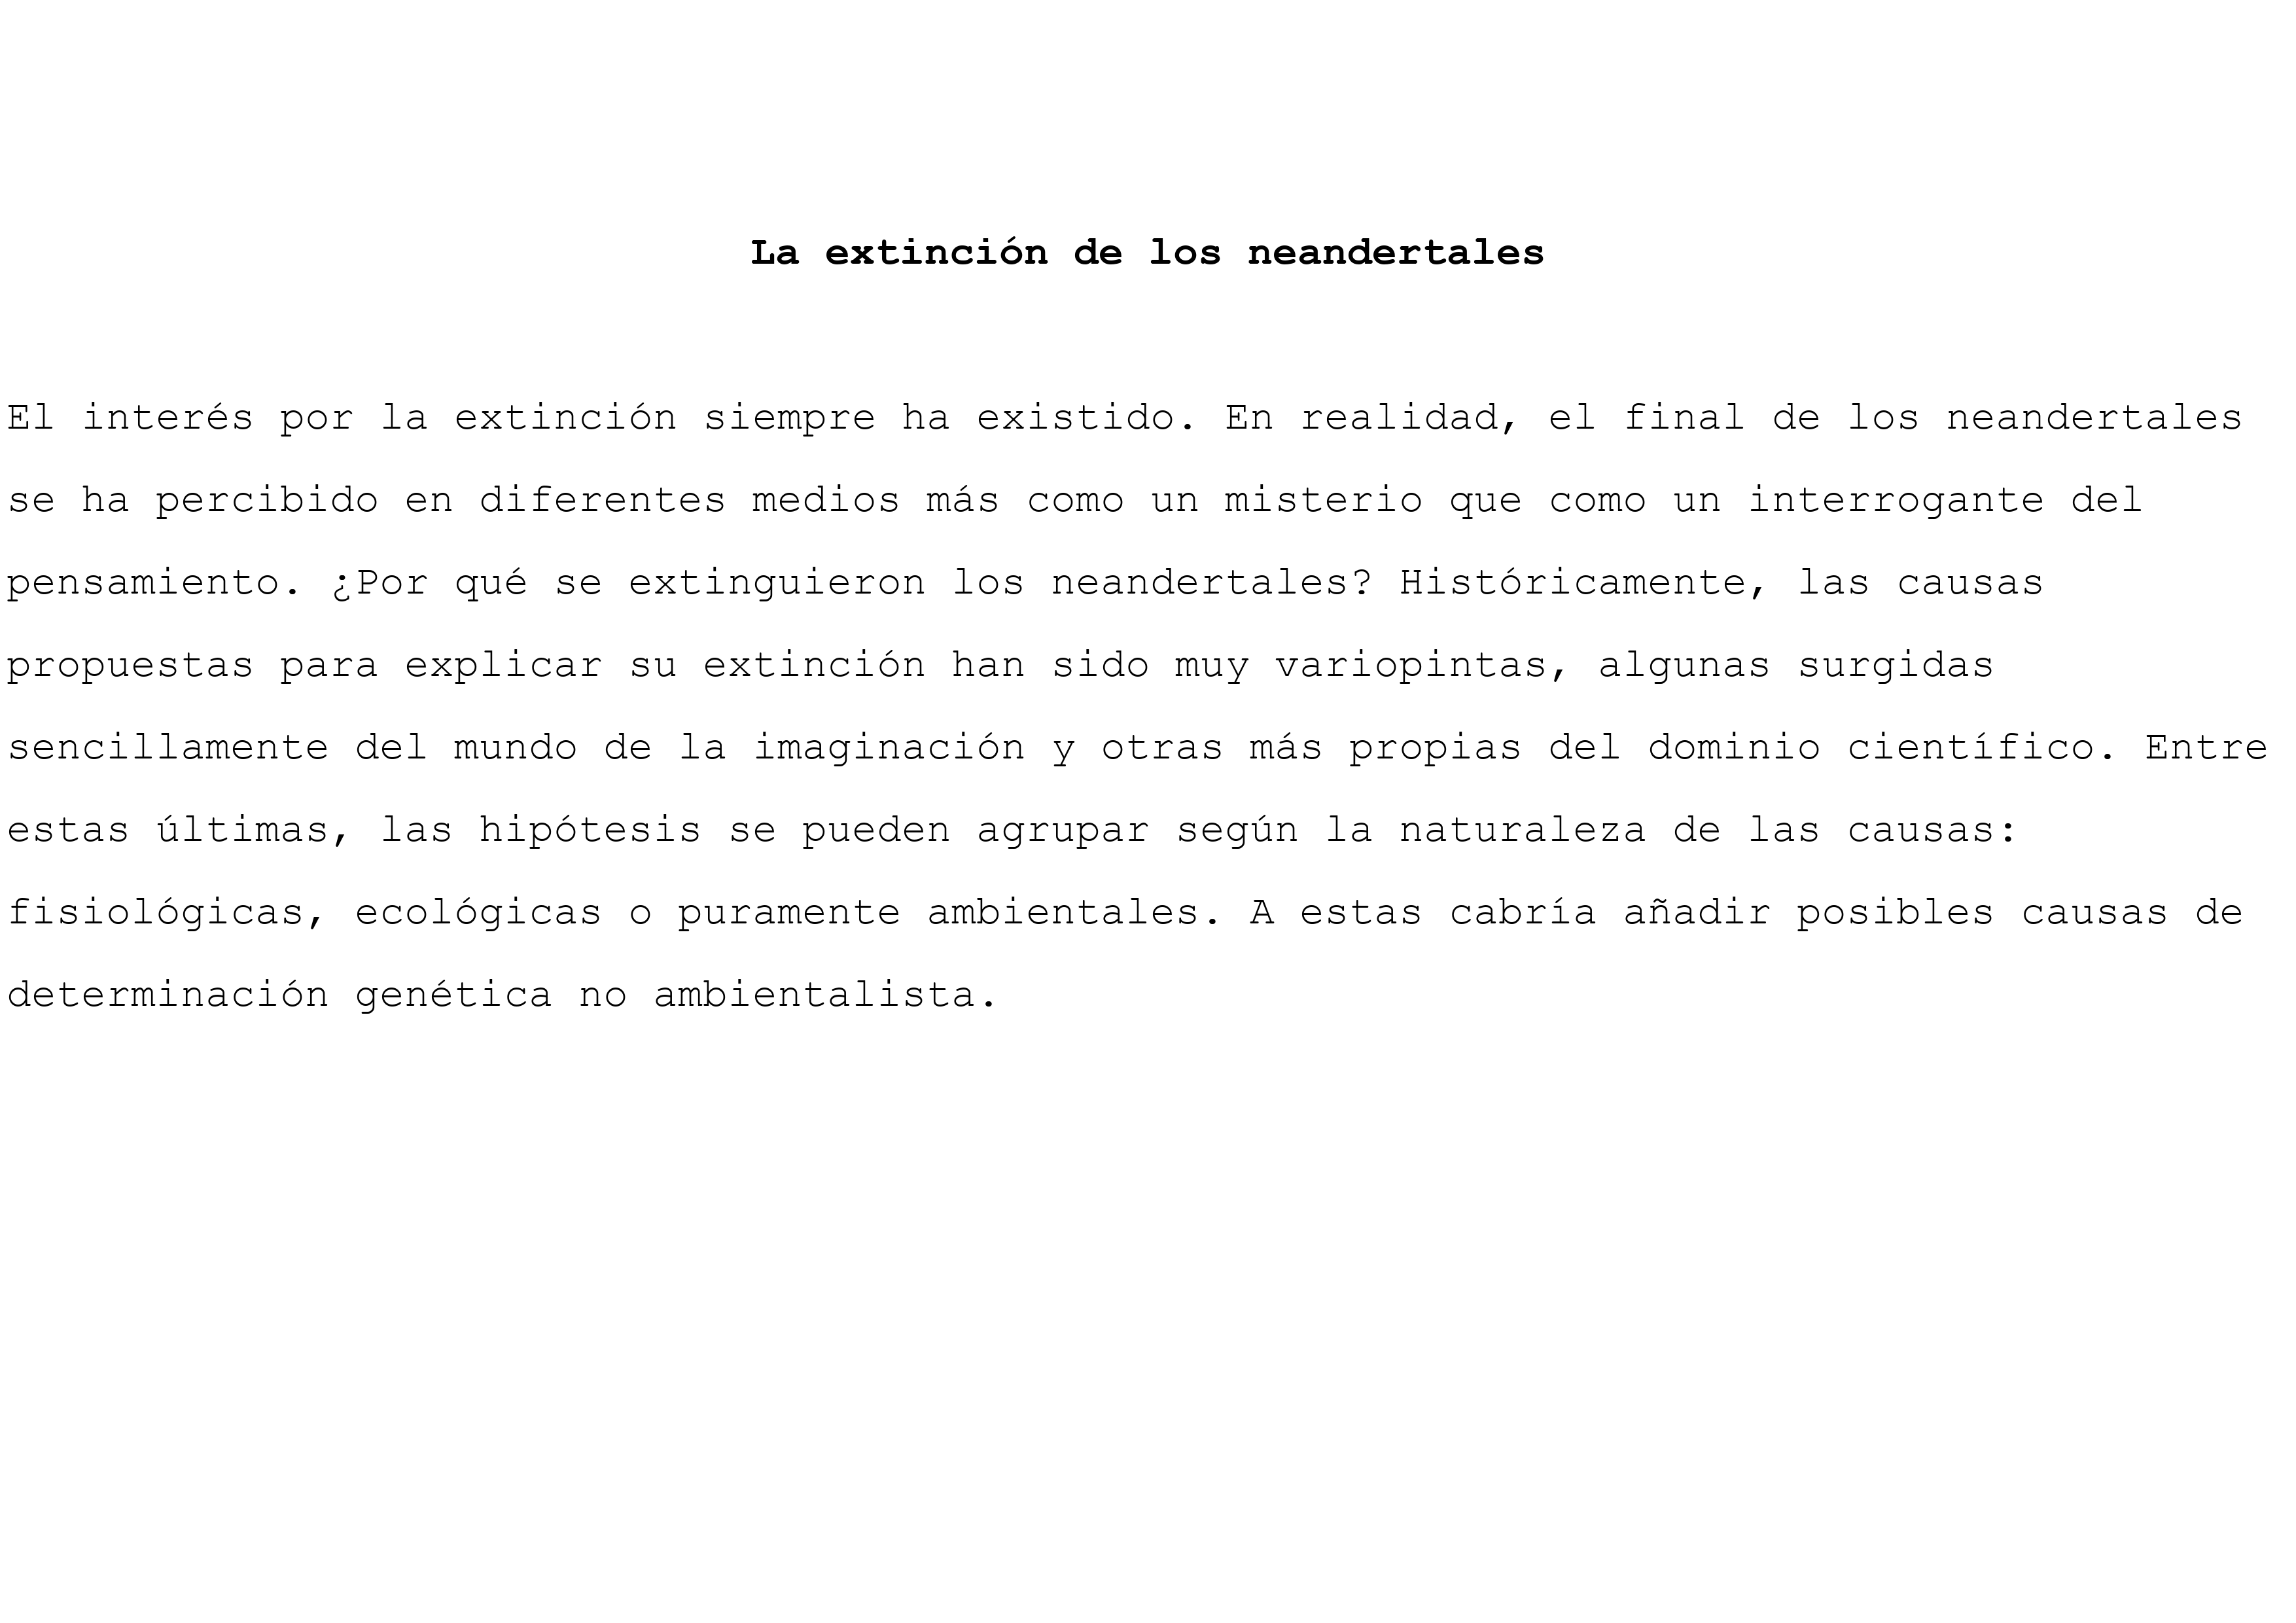 La extinción de los neandertales
El interés por la extinción siempre ha existido. En realidad, el final de los neandertales
se ha percibido en diferentes medios más como un misterio que como un interrogante del
pensamiento. ¿Por qué se extinguieron los neandertales? Históricamente, las causas
propuestas para explicar su extinción han sido muy variopintas, algunas surgidas
sencillamente del mundo de la imaginación y otras más propias del dominio científico. Entre
estas últimas, las hipótesis se pueden agrupar según la naturaleza de las causas:
fisiológicas, ecológicas o puramente ambientales. A estas cabría añadir posibles causas de
determinación genética no ambientalista.